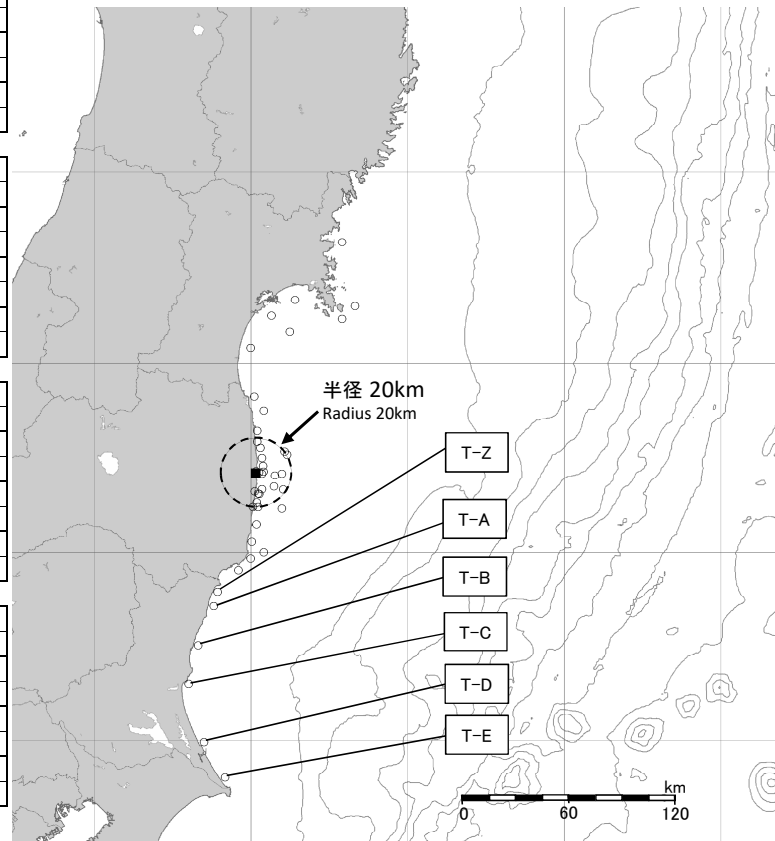 半径 20km
Radius 20km
T-Z
T-A
T-B
T-C
T-D
T-E
km
0 60 120